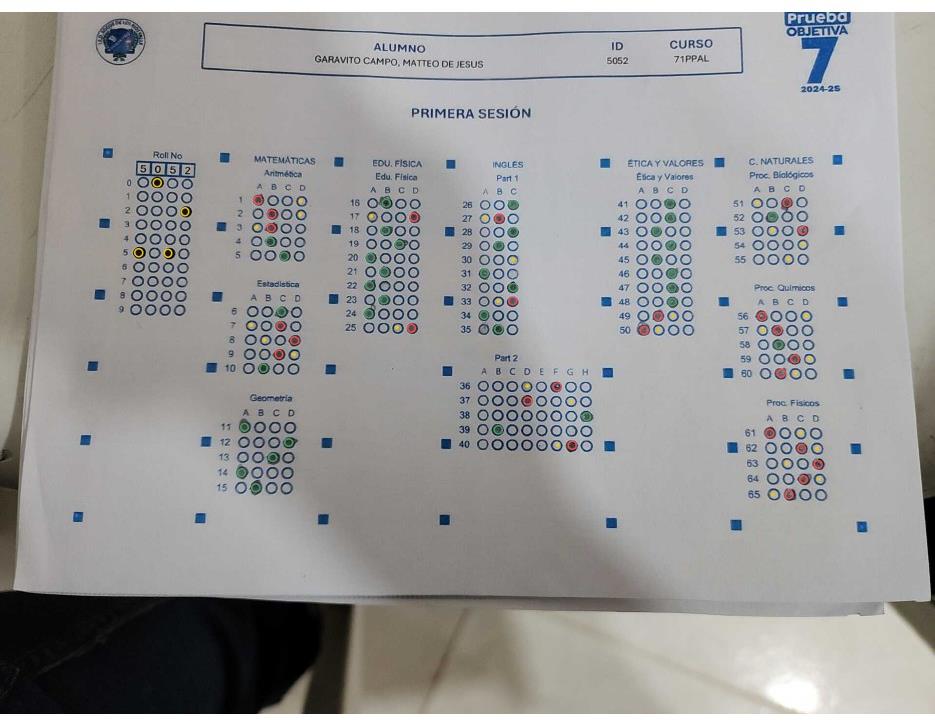 Prueba
OBJETIVA
7
2024-25
ALUMNO ID CURSO
GARAVITO CAMPO, MATTEO DE JESUS 5052 71PPAL
PRIMERA SESIÓN
Roll No
5 0 5 2
0
1
2
3
4
5
6
7
8
9
MATEMÁTICAS
Aritmética
A B C D
1
2
3
4
5
Estadística
A B C D
6
7
8
9
10
Geometría
A B C D
11
12
13
14
15
EDU. FÍSICA
Edu. Física
A B C D
16
17
18
19
20
21
22
23
24
25
INGLÉS
Part 1
A B C
26
27
28
29
30
31
32
33
34
35
Part 2
A B C D E F G H
36
37
38
39
40
ÉTICA Y VALORES
Ética y Valores
A B C D
41
42
43
44
45
46
47
48
49
50
C. NATURALES
Proc. Biológicos
A B C D
51
52
53
54
55
Proc. Químicos
A B C D
56
57
58
59
60
Proc. Físicos
A B C D
61
62
63
64
65